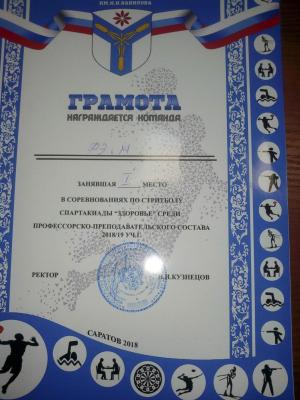 ИМ. Н.И. ВАВИЛОВА
ГРАМОТА
НАГРАЖДАЕТСЯ КОМАНДА
ФЭиМ
ЗАНЯВШАЯ I МЕСТО
В СОРЕВНОВАНИЯХ ПО СТРИТБОЛУ
СПАРТАКИАДЫ "ЗДОРОВЬЕ" СРЕДИ
ПРОФЕССОРСКО-ПРЕПОДАВАТЕЛЬСКОГО СОСТАВА
2018/19 УЧ.Г.
РЕКТОР Н.И.КУЗНЕЦОВ
САРАТОВ 2018